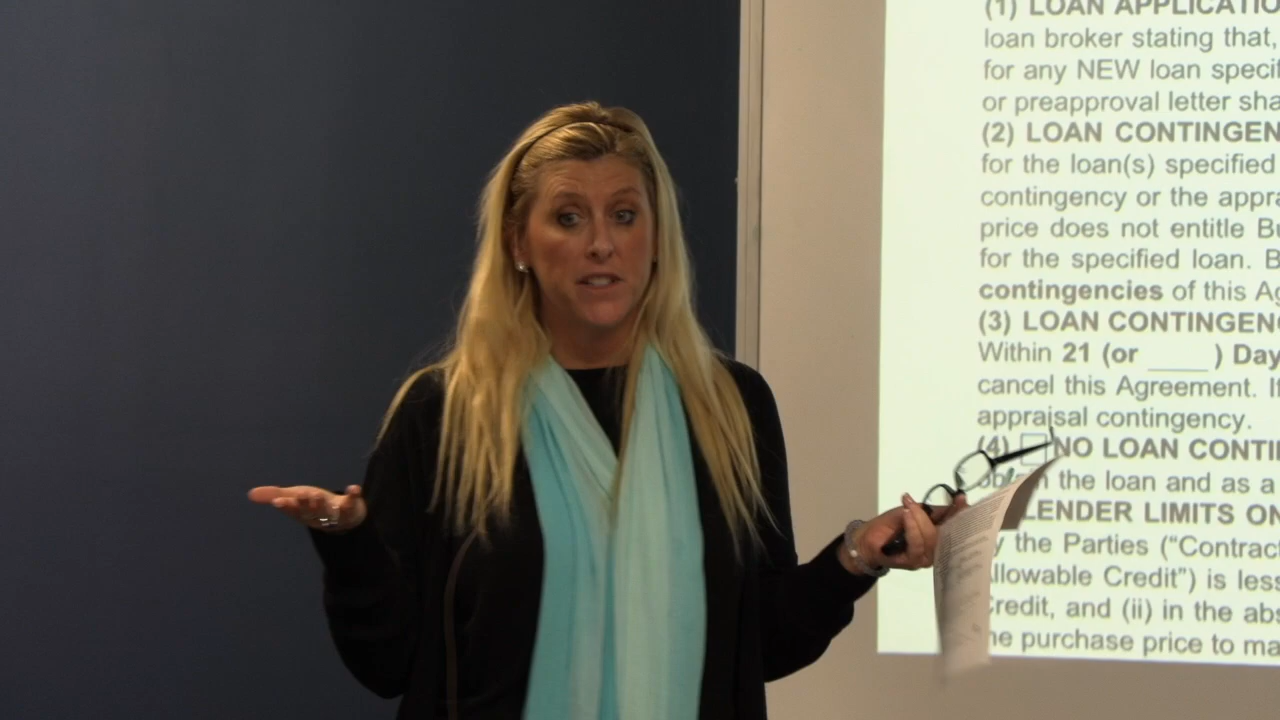 (1) LOAN APPLICATIO
loan broker stating that,
for any NEW loan specif
or preapproval letter sha
(2) LOAN CONTINGEN
for the loan(s) specified
contingency or the appra
price does not entitle Bu
for the specified loan. B
contingencies of this Ag
(3) LOAN CONTINGENC
Within 21 (or ____ ) Day
cancel this Agreement. If
appraisal contingency.
(4) NO LOAN CONTIN
the loan and as a
LENDER LIMITS ON
y the Parties ("Contract
llowable Credit") is less
Credit, and (ii) in the abs
he purchase price to ma